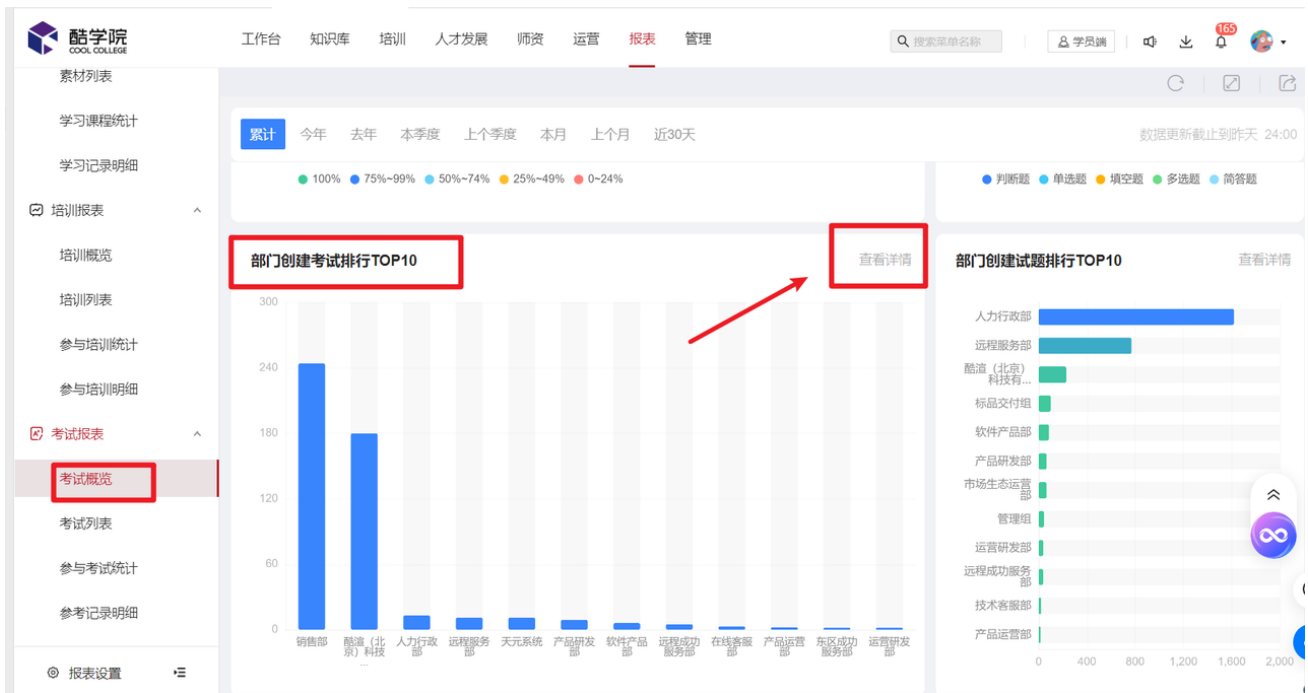 酷学院
COOL COLLEGE
工作台 知识库 培训 人才发展 师资 运营 报表 管理
搜索菜单名称
学员端
165
素材列表
学习课程统计
学习记录明细
培训报表
培训概览
培训列表
参与培训统计
参与培训明细
考试报表
考试概览
考试列表
参与考试统计
参考记录明细
报表设置
累计 今年 去年 本季度 上个季度 本月 上个月 近30天
数据更新截止到昨天 24:00
100% 75%~99% 50%~74% 25%~49% 0~24%
判断题 单选题 填空题 多选题 简答题
部门创建考试排行TOP10
查看详情
300
240
180
120
60
0
销售部
酷渲（北
京）科技
...
人力行政
部
远程服务
部
天元系统
产品研发
部
软件产品
部
远程成功
服务部
在线客服
部
产品运营
部
东区成功
服务部
运营研发
部
部门创建试题排行TOP10
查看详情
人力行政部
远程服务部
酷渲（北京）
科技有...
标品交付组
软件产品部
产品研发部
市场生态运营
部
管理组
运营研发部
远程成功服务
部
技术客服部
产品运营部
0 400 800 1,200 1,600 2,000